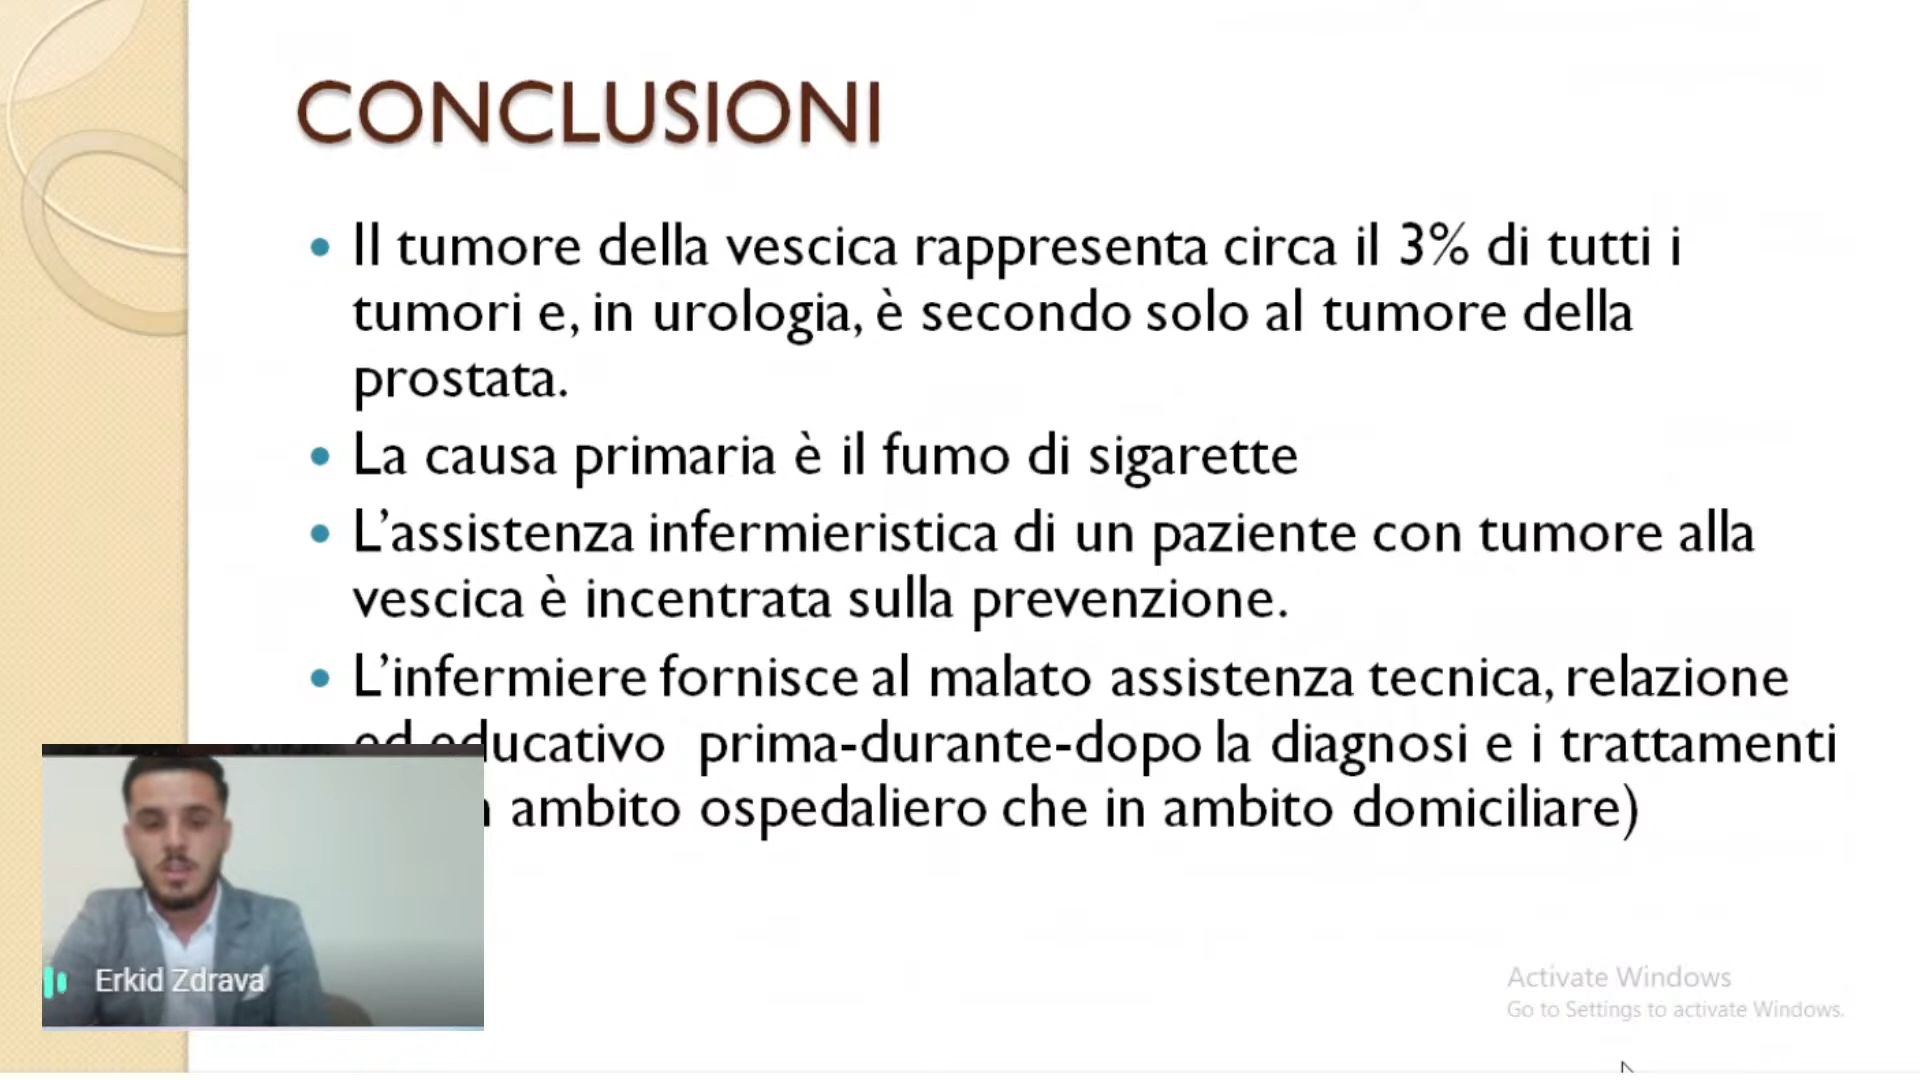 CONCLUSIONI
• Il tumore della vescica rappresenta circa il 3% di tutti i
tumori e, in urologia, è secondo solo al tumore della
prostata.
• La causa primaria è il fumo di sigarette
• L’assistenza infermieristica di un paziente con tumore alla
vescica è incentrata sulla prevenzione.
• L’infermiere fornisce al malato assistenza tecnica, relazione
ed educativo prima-durante-dopo la diagnosi e i trattamenti
ambito ospedaliero che in ambito domiciliare)
Erkid Zdrava
Activate Windows
Go to Settings to activate Windows.